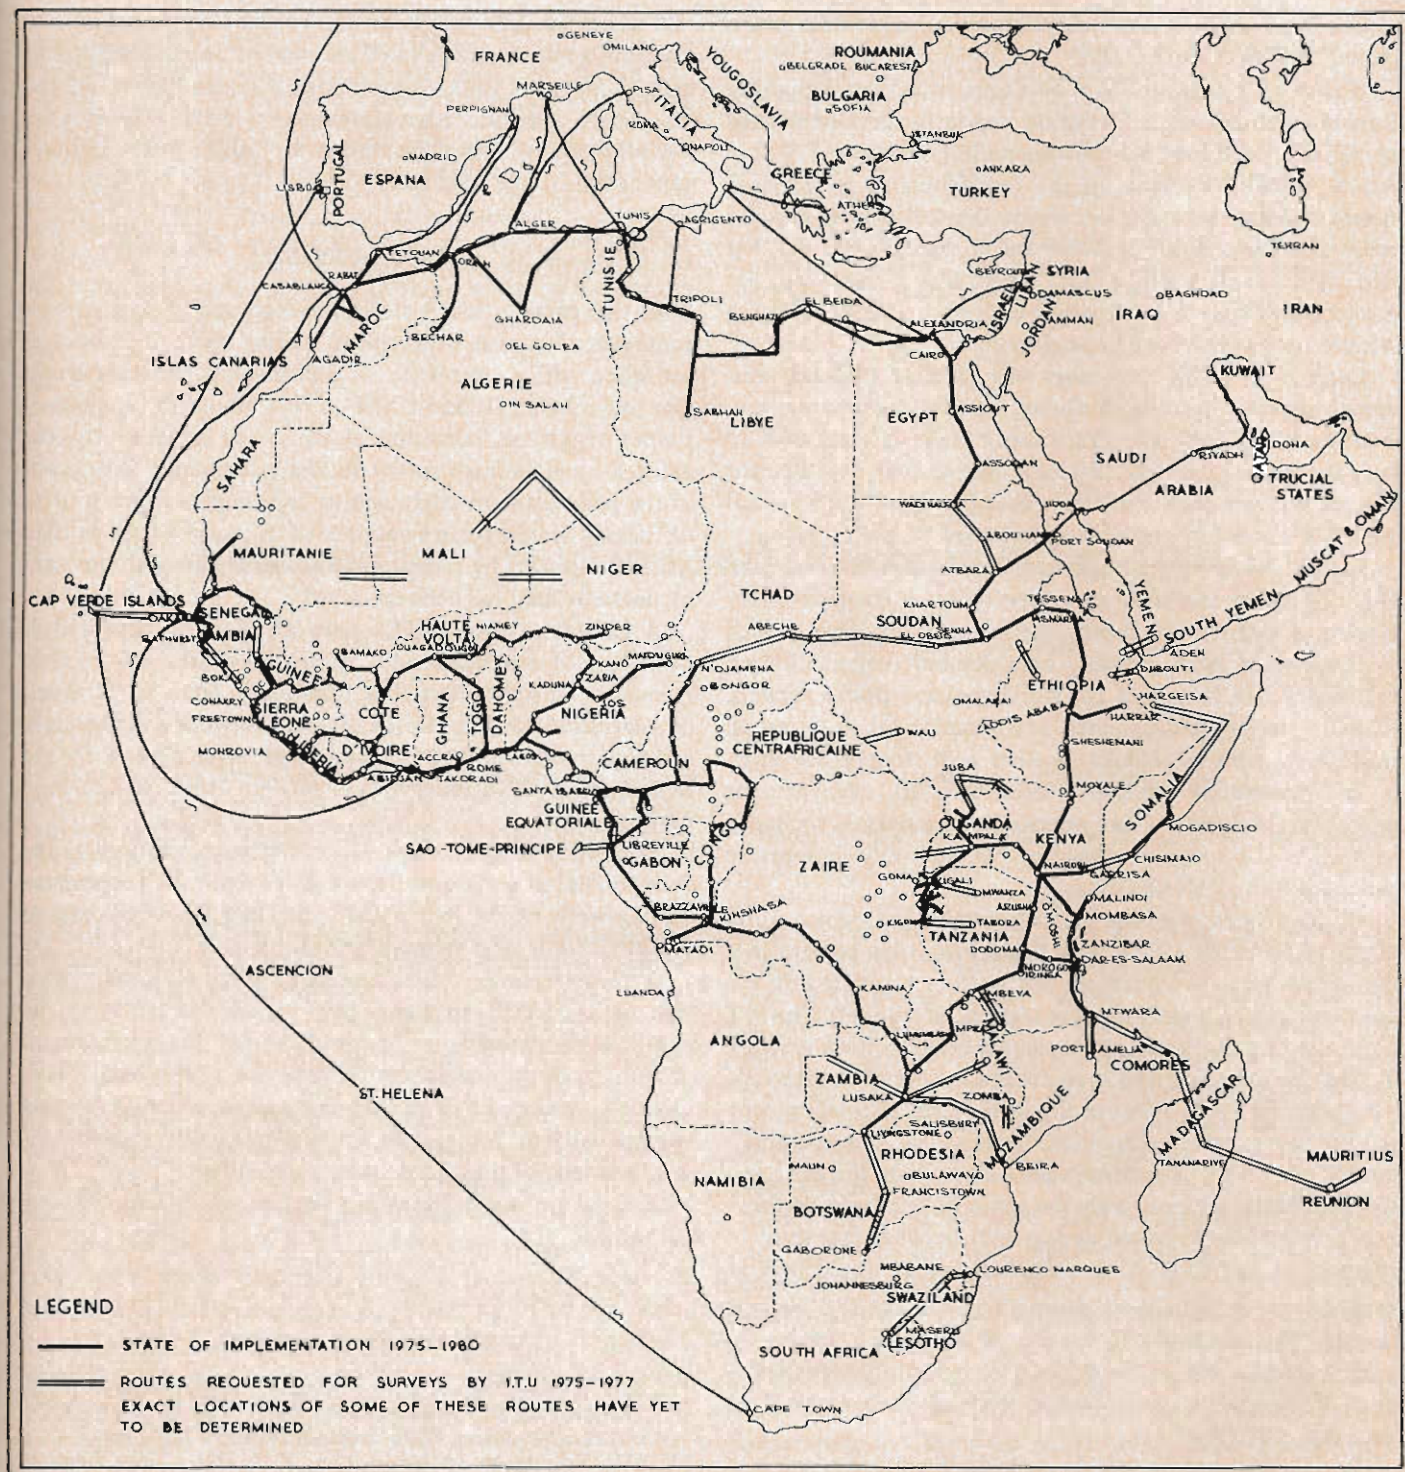 GENEVE
FRANCE
MILANO
YOUGOSLAVIA
ROUMANIA
BELGRADE BUCAREST
BULGARIA
SOFIA
MARSEILLE
PISA
ITALIA
PERPIGNAN
ROMA
NAPOLI
ISTANBUL
MADRID
ESPANA
PORTUGAL
GREECE
ANKARA
TURKEY
ATHENS
ALGER
TUNIS
AGRIGENTO
TETOUAN
ORAN
TUNISIE
TEHRAN
RABAT
CASABLANCA
BEYROUT
SYRIA
LIBAN
DAMASCUS
BAGHDAD
ISRAEL
JORDAN
AMMAN
IRAQ
IRAN
MAROC
GHARDAIA
TRIPOLI
BENGHAZI
EL BEIDA
ALEXANDRIA
CAIRO
BECHAR
AGADIR
EL GOLEA
ISLAS CANARIAS
ALGERIE
IN SALAH
SABHAH
LIBYE
EGYPT
ASSIOUT
KUWAIT
SAHARA
ASSOUAN
SAUDI
ARABIA
RIYADH
QATAR
DOHA
TRUCIAL
STATES
JIDDA
ABOU HAMED
PORT SOUDAN
MUSCAT & OMAN
MAURITANIE
MALI
NIGER
TCHAD
ATBARA
CAP VERDE ISLANDS
SENEGAL
BATHURST
HAUTE
VOLTA
NIAMEY
ZINDER
ABECHE
KHARTOUM
SOUDAN
EL OBEID
SENNA
TESSENEI
ASMARA
YEMEN
SOUTH YEMEN
ADEN
BAMAKO
OUAGADOUGOU
KANO
MAIDUGURI
ZARIA
KADUNA
JOS
N'DJAMENA
BONGOR
DJIBOUTI
ETHIOPIA
HARGEISA
GUINEE
CONAKRY
SIERRA
LEONE
FREETOWN
COTE
D'IVOIRE
GHANA
TOGO
DAHOMEY
NIGERIA
ADDIS ABABA
HARRAR
REPUBLIQUE
CENTRAFRICAINE
WAU
SHESHEMANI
MONROVIA
LIBERIA
ABIDJAN
ACCRA
TAKORADI
LAGOS
CAMEROUN
JUBA
MOYALE
SOMALIA
SANTA ISABEL
GUINEE
EQUATORIALE
OUGANDA
KAMPALA
KENYA
MOGADISCIO
SAO-TOME-PRINCIPE
LIBREVILLE
GABON
CONGO
ZAIRE
GOMA
KIGALI
NAIROBI
GARRISA
CHISIMAIO
MWANZA
ARUSHA
MOSHI
MALINDI
MOMBASA
BRAZZAVILLE
KINSHASA
KIGOMA
TABORA
TANZANIA
DODOMA
ZANZIBAR
DAR-ES-SALAAM
MATADI
MOROGORO
IRINGA
ASCENCION
LUANDA
KAMINA
MBEYA
MTWARA
ANGOLA
MALAWI
PORT AMELIA
COMORES
ST. HELENA
ZAMBIA
LUSAKA
ZOMBA
MOZAMBIQUE
MADAGASCAR
SALISBURY
LIVINGSTONE
RHODESIA
MAUN
BULAWAYO
BEIRA
TANANARIVE
MAURITIUS
NAMIBIA
FRANCISTOWN
REUNION
BOTSWANA
GABORONE
MBABANE
LOURENCO MARQUES
JOHANNESBURG
SWAZILAND
MASERU
LESOTHO
SOUTH AFRICA
CAPE TOWN
LEGEND
STATE OF IMPLEMENTATION 1975-1980
ROUTES REQUESTED FOR SURVEYS BY I.T.U 1975-1977
EXACT LOCATIONS OF SOME OF THESE ROUTES HAVE YET
TO BE DETERMINED